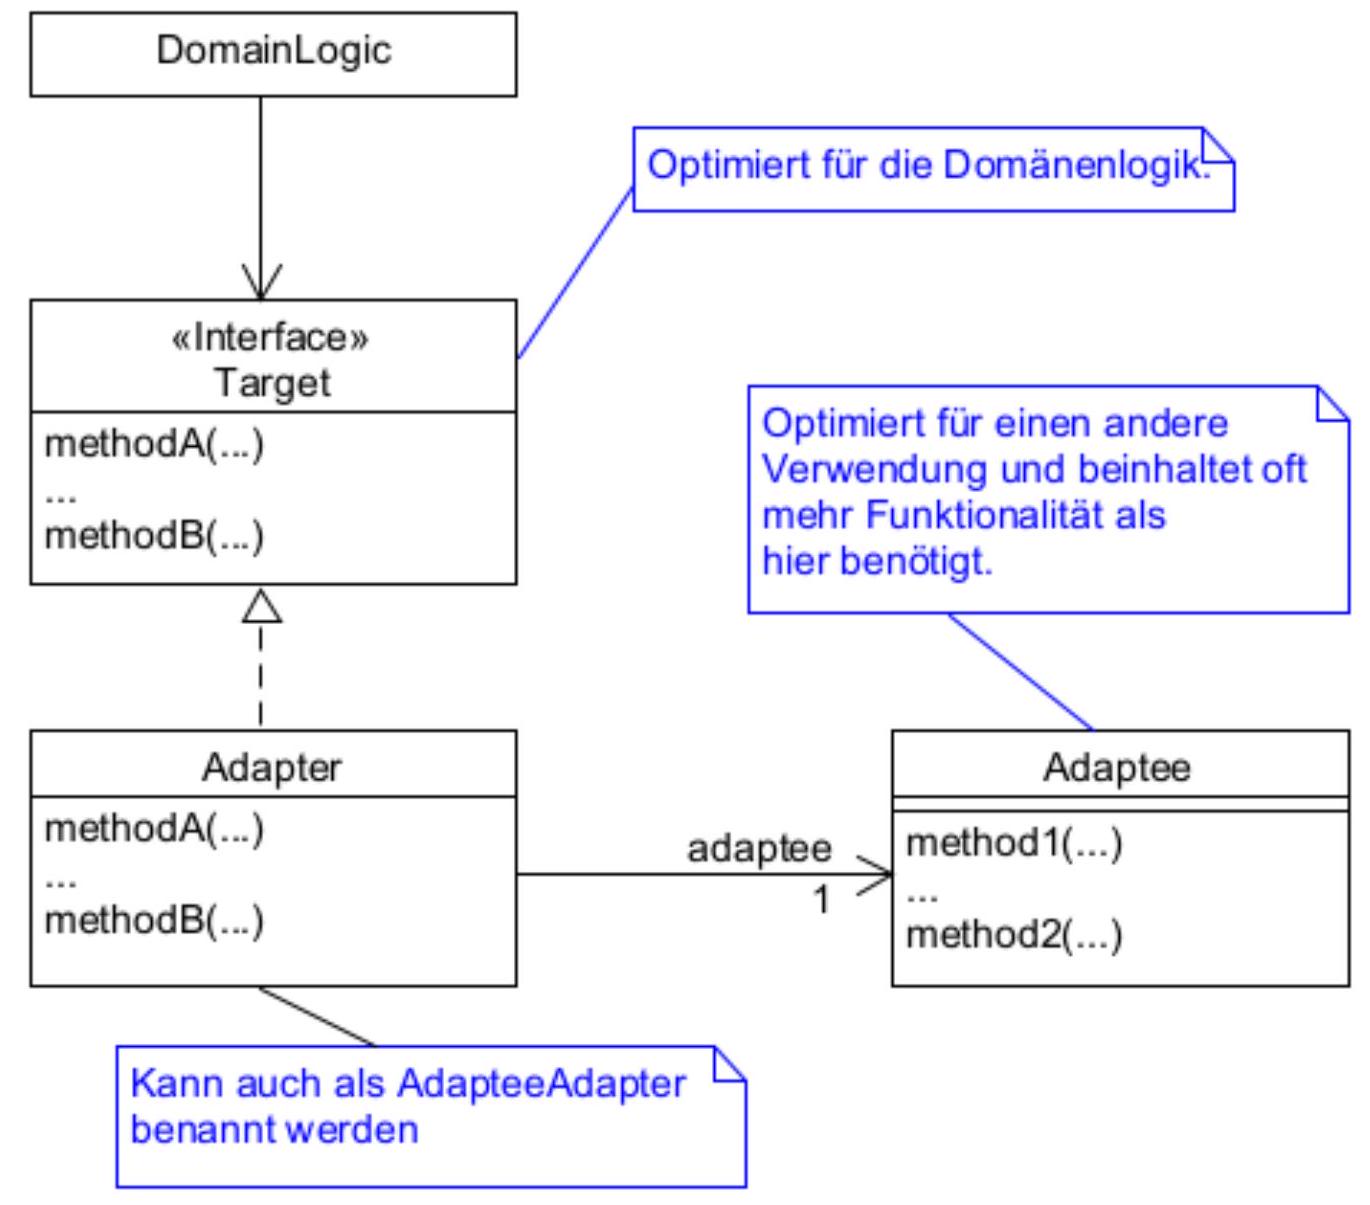 DomainLogic
Optimiert für die Domänenlogik.
«Interface»
Target
methodA(...)
...
methodB(...)
Optimiert für einen andere
Verwendung und beinhaltet oft
mehr Funktionalität als
hier benötigt.
Adapter
methodA(...)
...
methodB(...)
adaptee
1
Adaptee
method1(...)
...
method2(...)
Kann auch als AdapteeAdapter
benannt werden